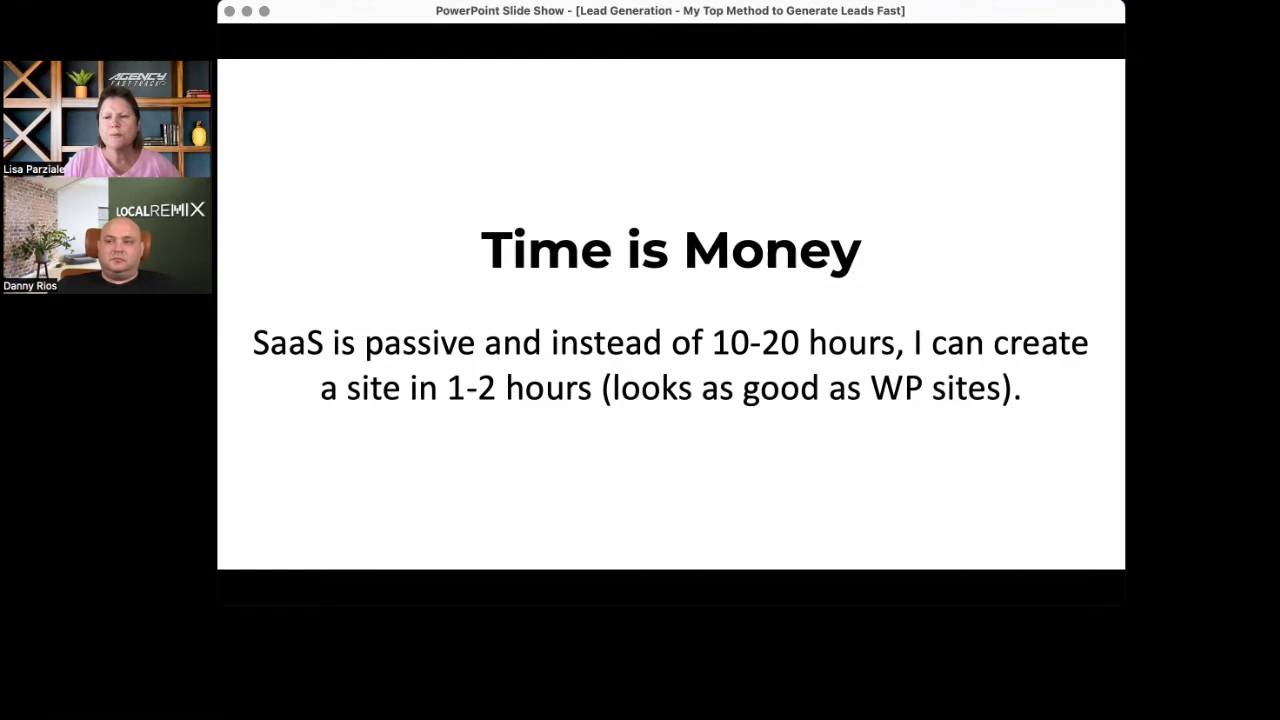 PowerPoint Slide Show - [Lead Generation - My Top Method to Generate Leads Fast]
AGENCY
FASTTRACK
Lisa Parziale
LOCALREMIX
Danny Rios
Time is Money
SaaS is passive and instead of 10-20 hours, I can create
a site in 1-2 hours (looks as good as WP sites).